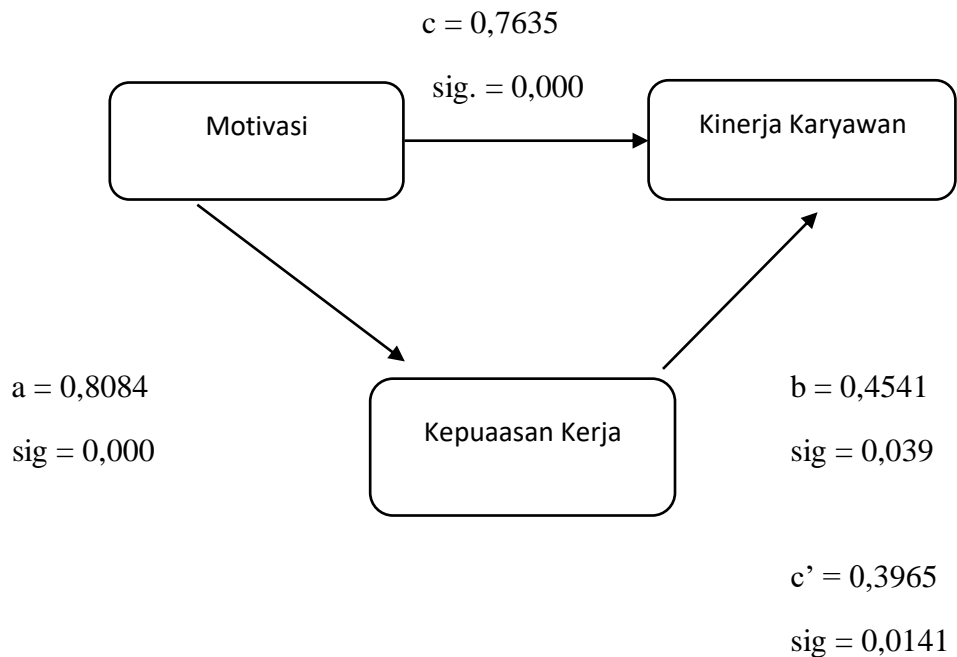 c = 0,7635
sig. = 0,000
Motivasi
Kinerja Karyawan
a = 0,8084
sig = 0,000
Kepuaasan Kerja
b = 0,4541
sig = 0,039
c’ = 0,3965
sig = 0,0141